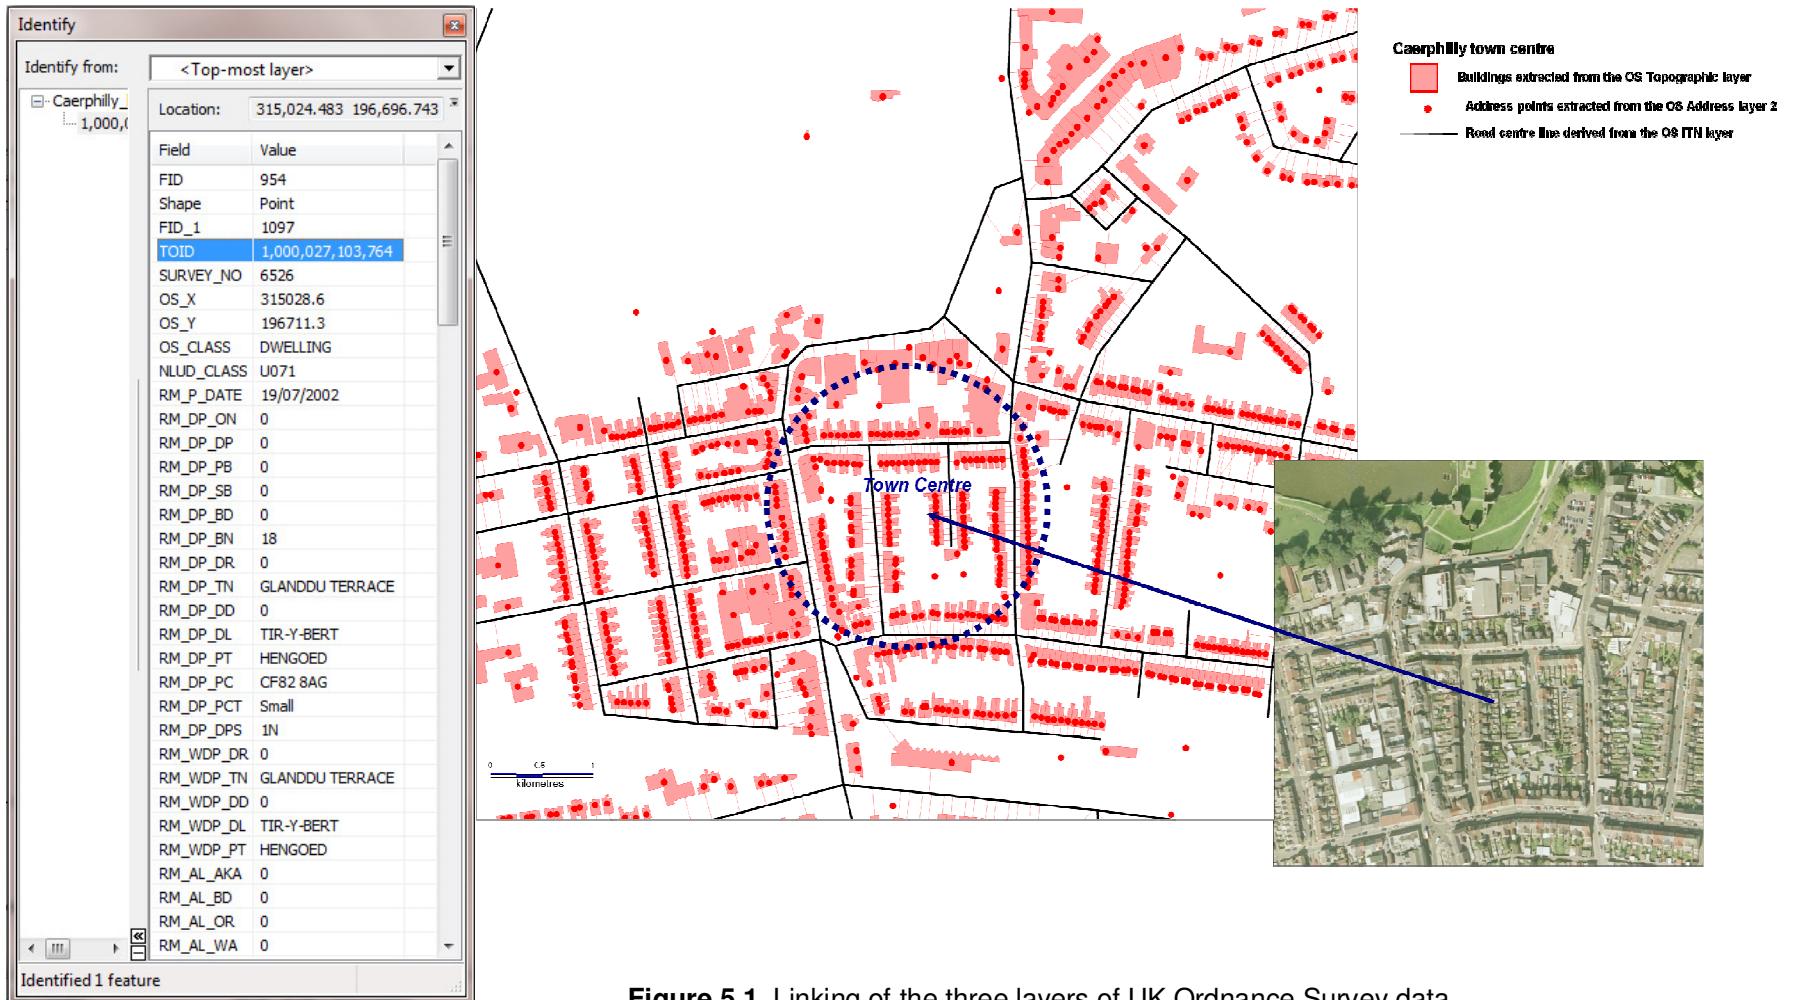 Identify
Identify from: <Top-most layer>
Caerphilly_
1,000,0
Location: 315,024.483 196,696.743
Field Value
FID 954
Shape Point
FID_1 1097
TOID 1,000,027,103,764
SURVEY_NO 6526
OS_X 315028.6
OS_Y 196711.3
OS_CLASS DWELLING
NLUD_CLASS U071
RM_P_DATE 19/07/2002
RM_DP_ON 0
RM_DP_DP 0
RM_DP_PB 0
RM_DP_SB 0
RM_DP_BD 0
RM_DP_BN 18
RM_DP_DR 0
RM_DP_TN GLANDDU TERRACE
RM_DP_DD 0
RM_DP_DL TIR-Y-BERT
RM_DP_PT HENGOED
RM_DP_PC CF82 8AG
RM_DP_PCT Small
RM_DP_DPS 1N
RM_WDP_DR 0
RM_WDP_TN GLANDDU TERRACE
RM_WDP_DD 0
RM_WDP_DL TIR-Y-BERT
RM_WDP_PT HENGOED
RM_AL_AKA 0
RM_AL_BD 0
RM_AL_OR 0
RM_AL_WA 0
Identified 1 feature
Town Centre
0 0.5 1
kilometres
Caerphilly town centre
Buildings extracted from the OS Topographic layer
Address points extracted from the OS Address layer 2
Road centre line derived from the OS ITN layer
Figure 5.1 Linking of the three layers of UK Ordnance Survey data